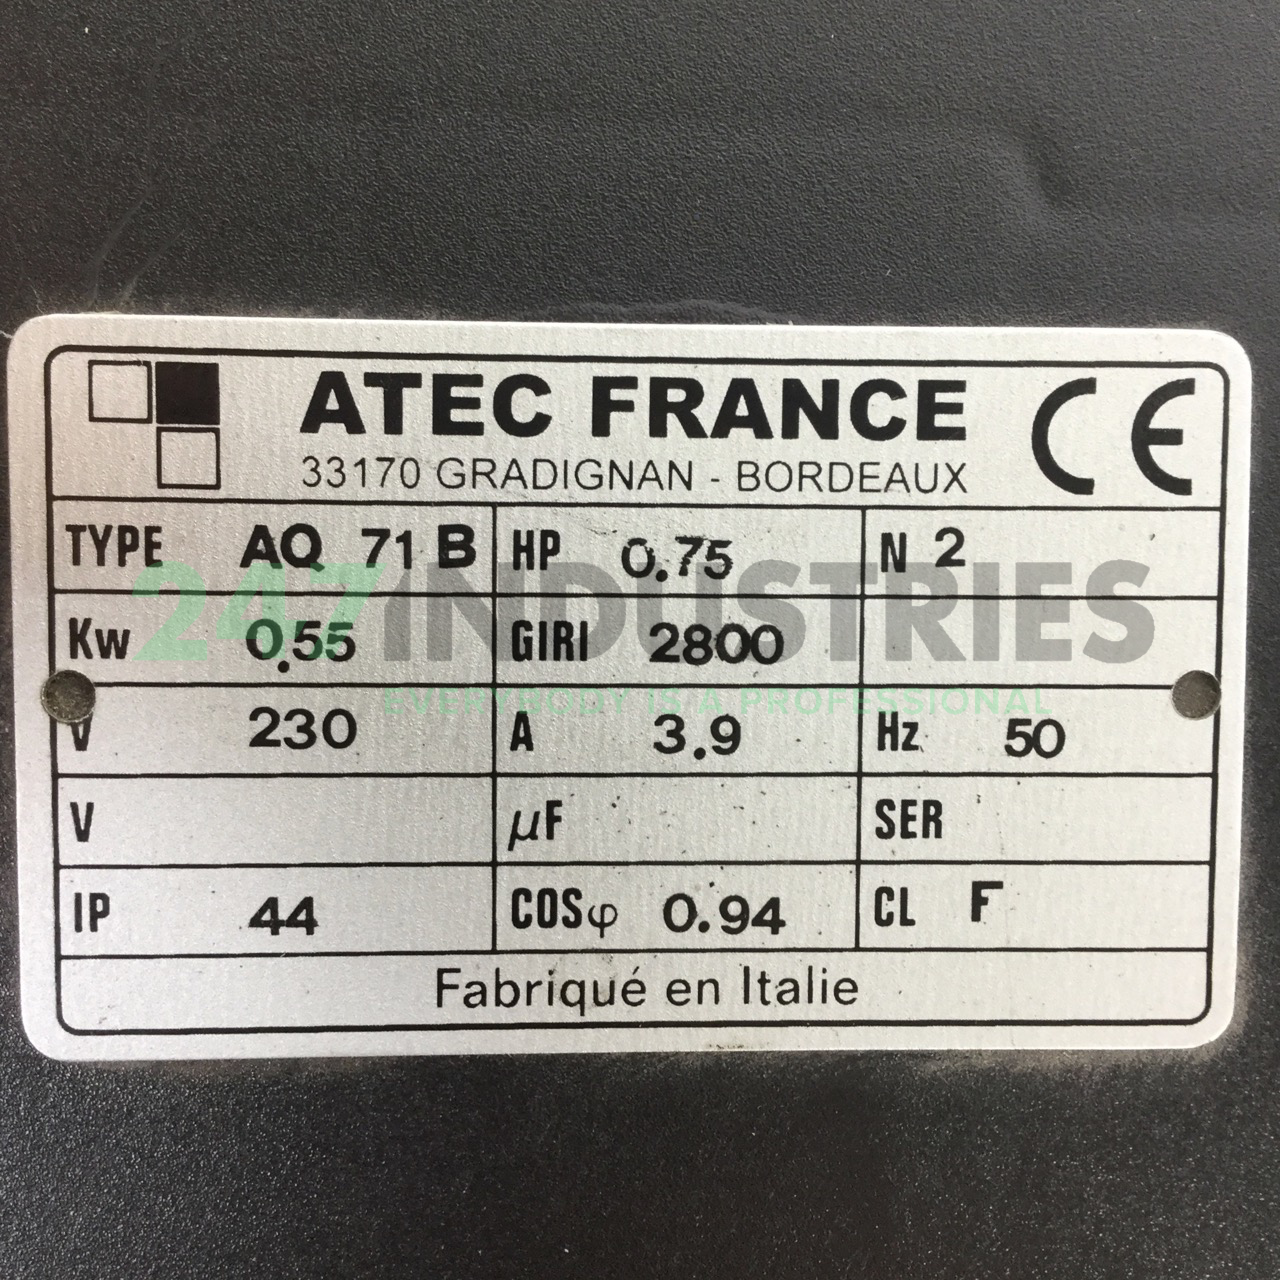 ATEC FRANCE CE
33170 GRADIGNAN - BORDEAUX
TYPE AQ 71 B HP 0.75 N 2
247INDUSTRIES
Kw 0.55 GIRI 2800
EVERYBODY IS A PROFESSIONAL
V 230 A 3.9 Hz 50
V µF SER
IP 44 COSφ 0.94 CL F
Fabriqué en Italie